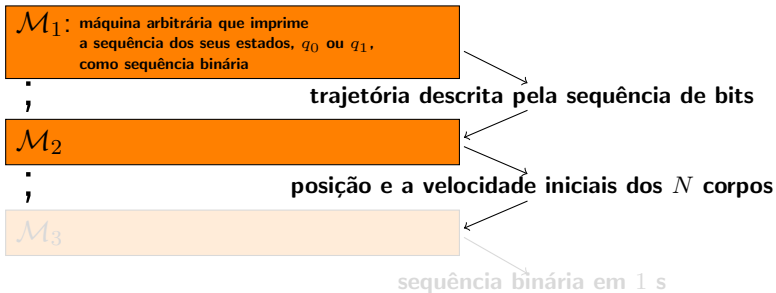 M₁: máquina arbitrária que imprime
a sequência dos seus estados, q₀ ou q₁,
como sequência binária
;
trajetória descrita pela sequência de bits
M₂
;
posição e a velocidade iniciais dos N corpos
M₃
sequência binária em 1 s